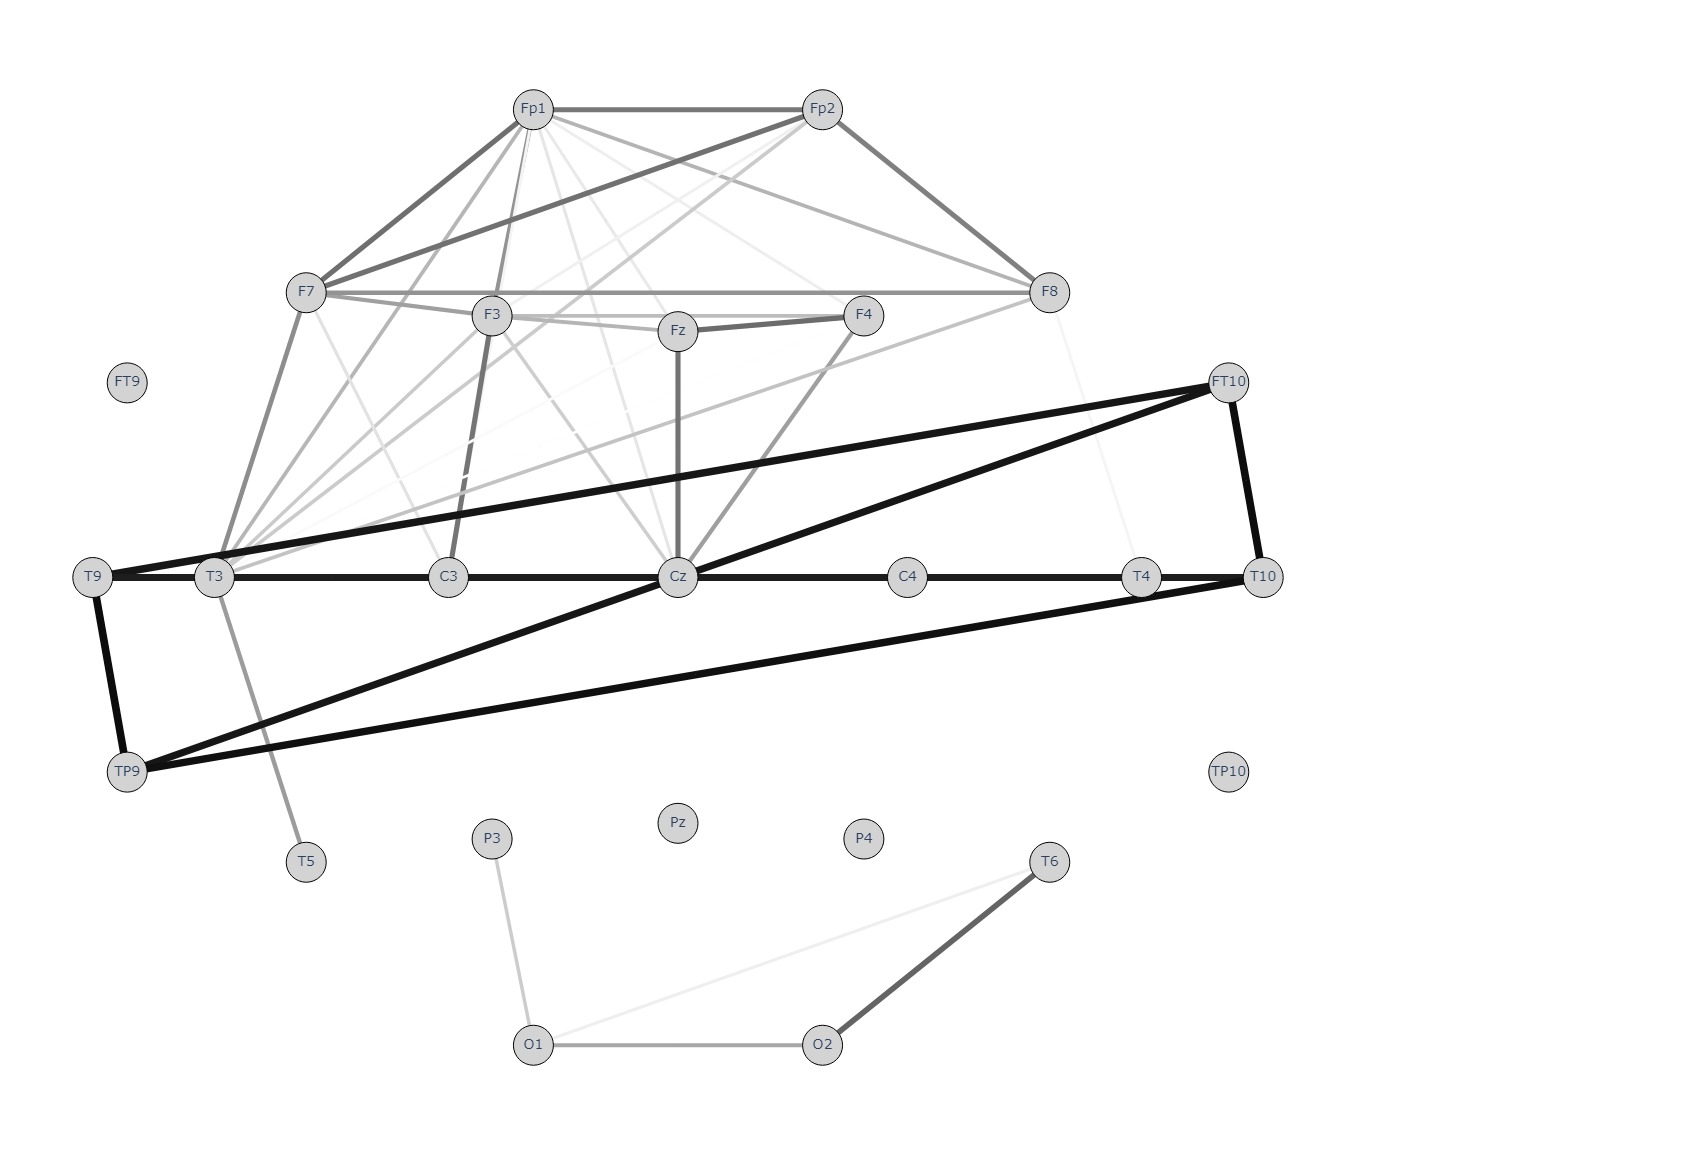 Fp1 Fp2
F7 F3 Fz F4 F8
FT9 FT10
T9 T3 C3 Cz C4 T4 T10
TP9 TP10
T5 P3 Pz P4 T6
O1 O2